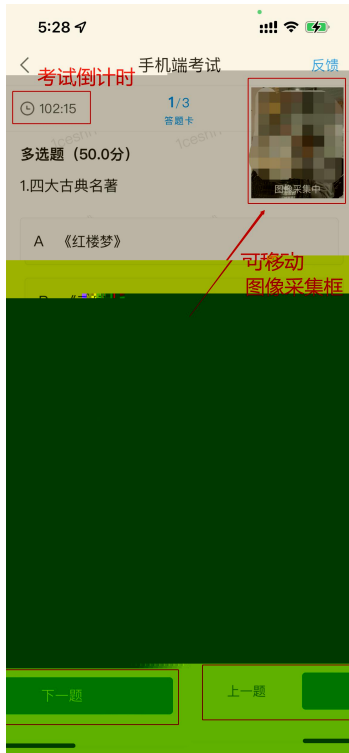 5:28
手机端考试
反馈
考试倒计时
102:15
1/3
答题卡
图像采集中
1ceshi
1ceshi
多选题（50.0分）
1.四大古典名著
A 《红楼梦》
可移动
图像采集框
下一题
上一题